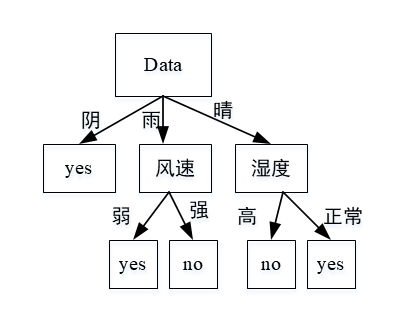 Data
阴
雨
晴
yes
风速
湿度
弱
强
高
正常
yes
no
no
yes